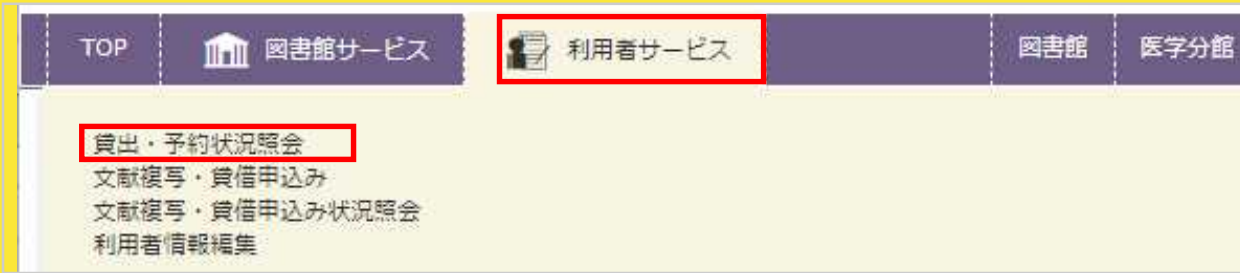 TOP 図書館サービス 利用者サービス 図書館 医学分館
貸出・予約状況照会
文献複写・貸借申込み
文献複写・貸借申込み状況照会
利用者情報編集